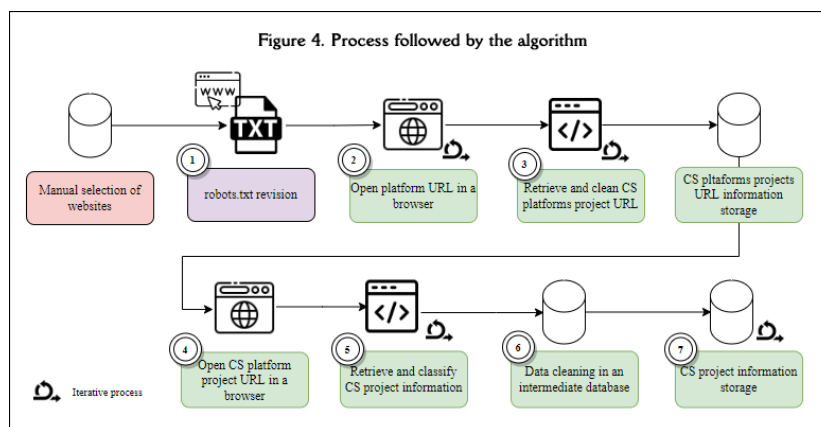 Figure 4. Process followed by the algorithm
WWW
TXT
1
2
3
Manual selection of
websites
robots.txt revision
Open platform URL in a
browser
Retrieve and clean CS
platforms project URL
CS pltaforms projects
URL information
storage
4
5
6
7
Open CS platform
project URL in a
browser
Retrieve and classify
CS project information
Data cleaning in an
intermediate database
CS project information
storage
Iterative process